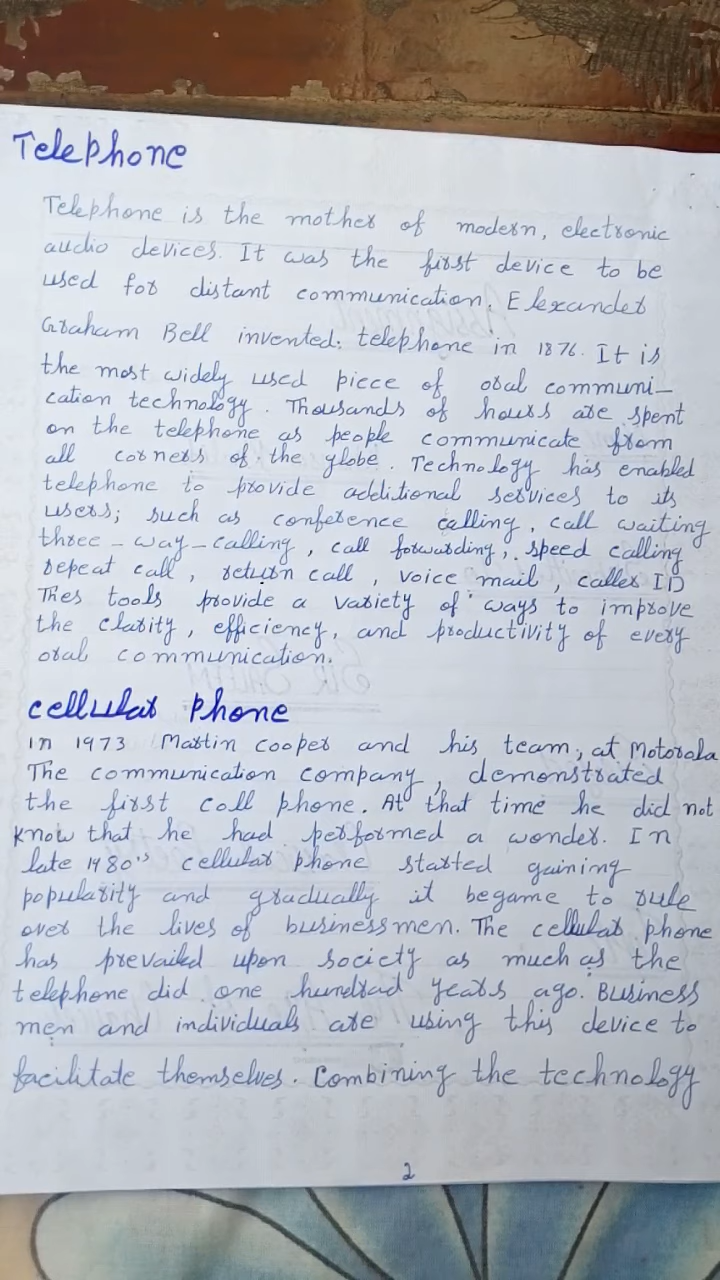 Telephone
Telephone is the mother of modern, electronic
audio devices. It was the first device to be
used for distant communication. Elexander
Graham Bell invented. telephone in 1876. It is
the most widely used piece of oral communi-
cation technology. Thousands of hours are spent
on the telephone as people communicate from
all corners of the globe. Technology has enabled
telephone to provide additional services to its
users; such as conference calling, call waiting
three-way-calling, call forwarding, speed calling
repeat call, return call, voice mail, caller ID
Thes tools provide a variety of ways to improve
the clarity, efficiency, and productivity of every
oral communication.
cellular phone
in 1973 Martin cooper and his team, at Motorola
The communication company, demonstrated
the first coll phone. At that time he did not
know that he had performed a wonder. In
late 1980's cellular phone started gaining
popularity and gradually it begame to rule
over the lives of businessmen. The cellular phone
has prevailed upon society as much as the
telephone did one hundrad years ago. Business
men and individuals are using this device to
facilitate themselves. Combining the technology
2